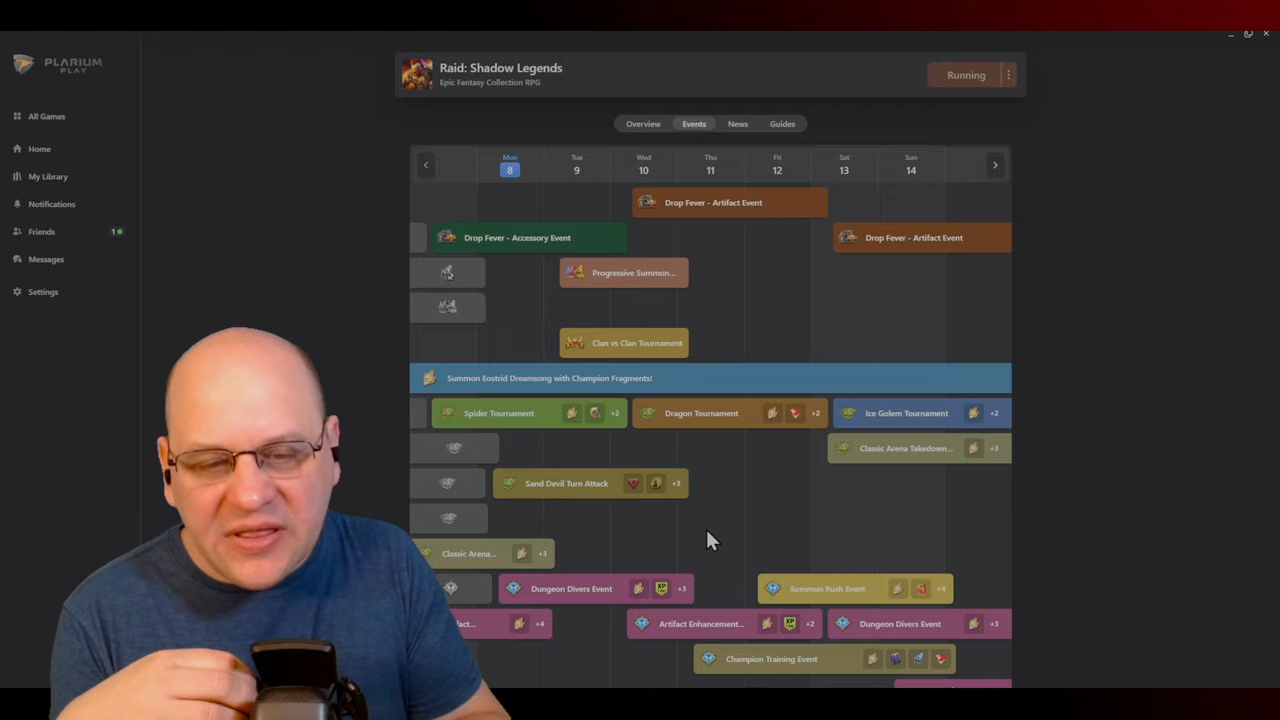 PLARIUM
PLAY
All Games
Home
My Library
Notifications
Friends
1
Messages
Settings
Raid: Shadow Legends
Epic Fantasy Collection RPG
Running
Overview
Events
News
Guides
Mon Tue Wed Thu Fri Sat Sun
8 9 10 11 12 13 14
Drop Fever - Artifact Event
Drop Fever - Accessory Event
Drop Fever - Artifact Event
Progressive Summon...
Clan vs Clan Tournament
Summon Eostrid Dreamsong with Champion Fragments!
Spider Tournament +2
Dragon Tournament +2
Ice Golem Tournament +2
Classic Arena Takedown... +3
Sand Devil Turn Attack +3
Classic Arena... +3
Dungeon Divers Event XP +3
Summon Rush Event +4
fact... +4
Artifact Enhancement... XP +2
Dungeon Divers Event +3
Champion Training Event